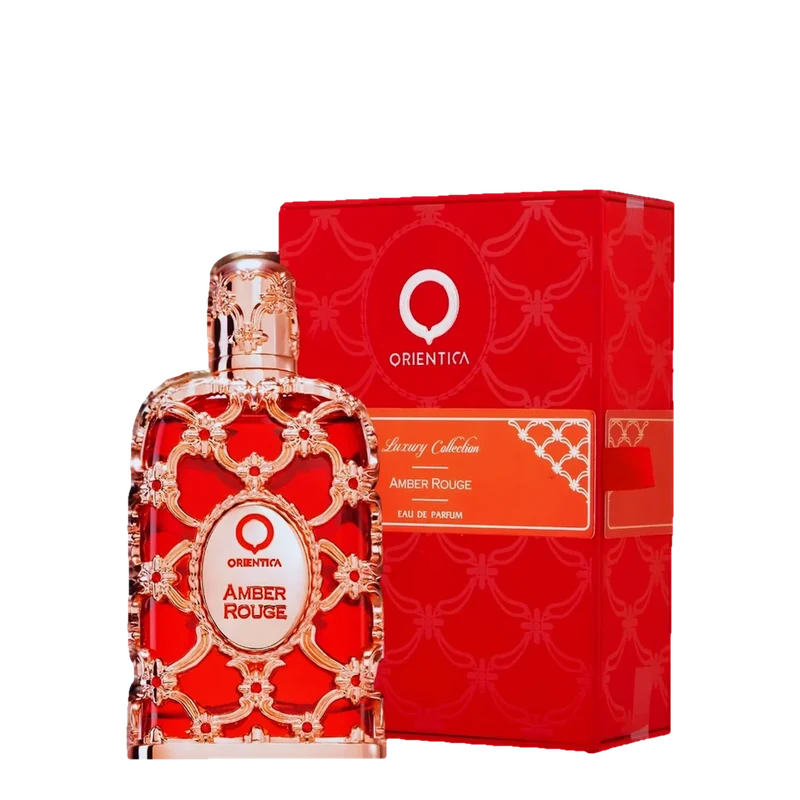 ORIENTICA
Luxury Collection
AMBER ROUGE
EAU DE PARFUM
ORIENTICA
AMBER
ROUGE